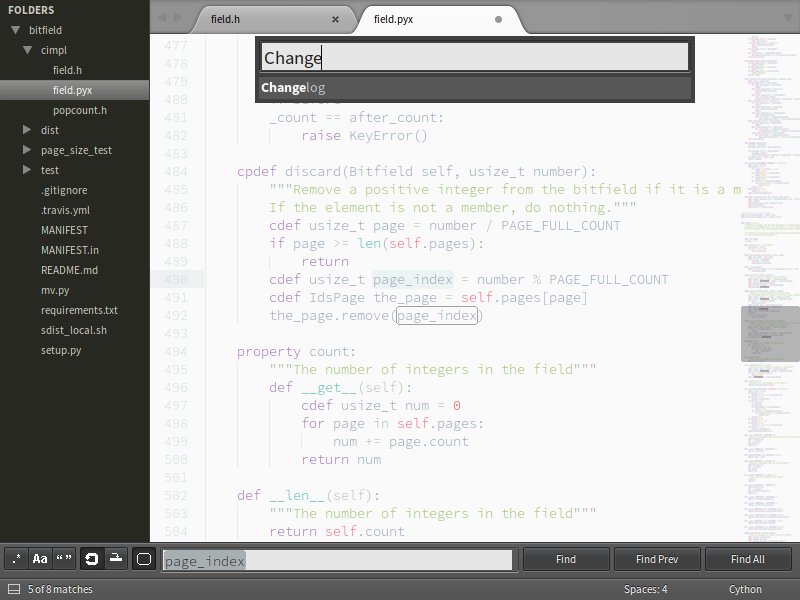 FOLDERS
bitfield
cimpl
field.h
field.pyx
popcount.h
dist
page_size_test
test
.gitignore
.travis.yml
MANIFEST
MANIFEST.in
README.md
mv.py
requirements.txt
sdist_local.sh
setup.py
field.h ×
field.pyx
Change
Changelog
477
478
479
480
481 _count == after_count:
482 raise KeyError()
483
484 cpdef discard(Bitfield self, usize_t number):
485 """Remove a positive integer from the bitfield if it is a m
486 If the element is not a member, do nothing."""
487 cdef usize_t page = number / PAGE_FULL_COUNT
488 if page >= len(self.pages):
489 return
490 cdef usize_t page_index = number % PAGE_FULL_COUNT
491 cdef IdsPage the_page = self.pages[page]
492 the_page.remove(page_index)
493
494 property count:
495 """The number of integers in the field"""
496 def __get__(self):
497 cdef usize_t num = 0
498 for page in self.pages:
499 num += page.count
500 return num
501
502 def __len__(self):
503 """The number of integers in the field"""
504 return self.count
.* Aa “ ” page_index Find Find Prev Find All
5 of 8 matches Spaces: 4 Cython